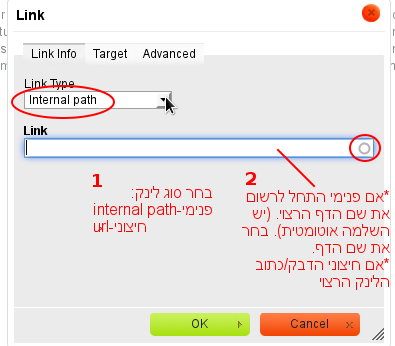 Link
Link Info
Target
Advanced
Link Type
Internal path
Link
1
בחר סוג לינק:
פנימי-internal path
חיצוני-url
2
*אם פנימי התחל לרשום
את שם הדף הרצוי. (יש
השלמה אוטומטית). בחר
את שם הדף.
*אם חיצוני הדבק/כתוב
הלינק הרצוי
OK
Cancel